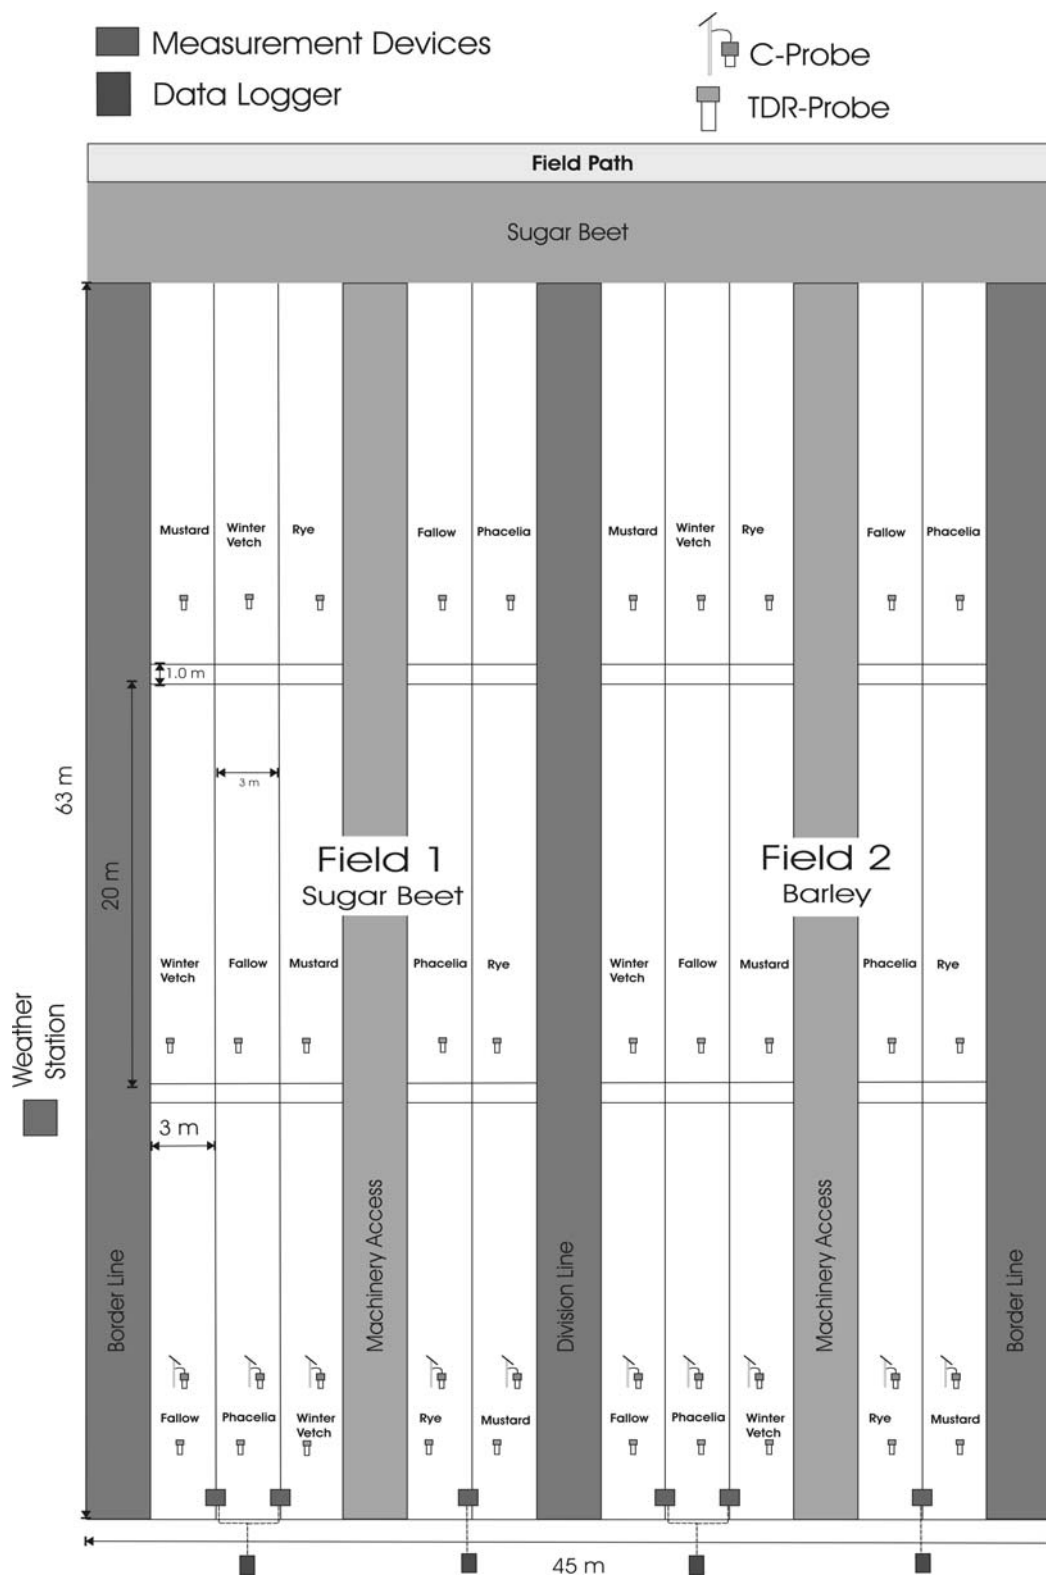 Measurement Devices
C-Probe
Data Logger
TDR-Probe
Field Path
Sugar Beet
Mustard
Winter
Vetch
Rye
Fallow
Phacelia
Mustard
Winter
Vetch
Rye
Fallow
Phacelia
1.0 m
3 m
63 m
20 m
Field 1
Sugar Beet
Field 2
Barley
Winter
Vetch
Fallow
Mustard
Phacelia
Rye
Winter
Vetch
Fallow
Mustard
Phacelia
Rye
Weather
Station
3 m
Border Line
Machinery Access
Division Line
Machinery Access
Border Line
Fallow
Phacelia
Winter
Vetch
Rye
Mustard
Fallow
Phacelia
Winter
Vetch
Rye
Mustard
45 m